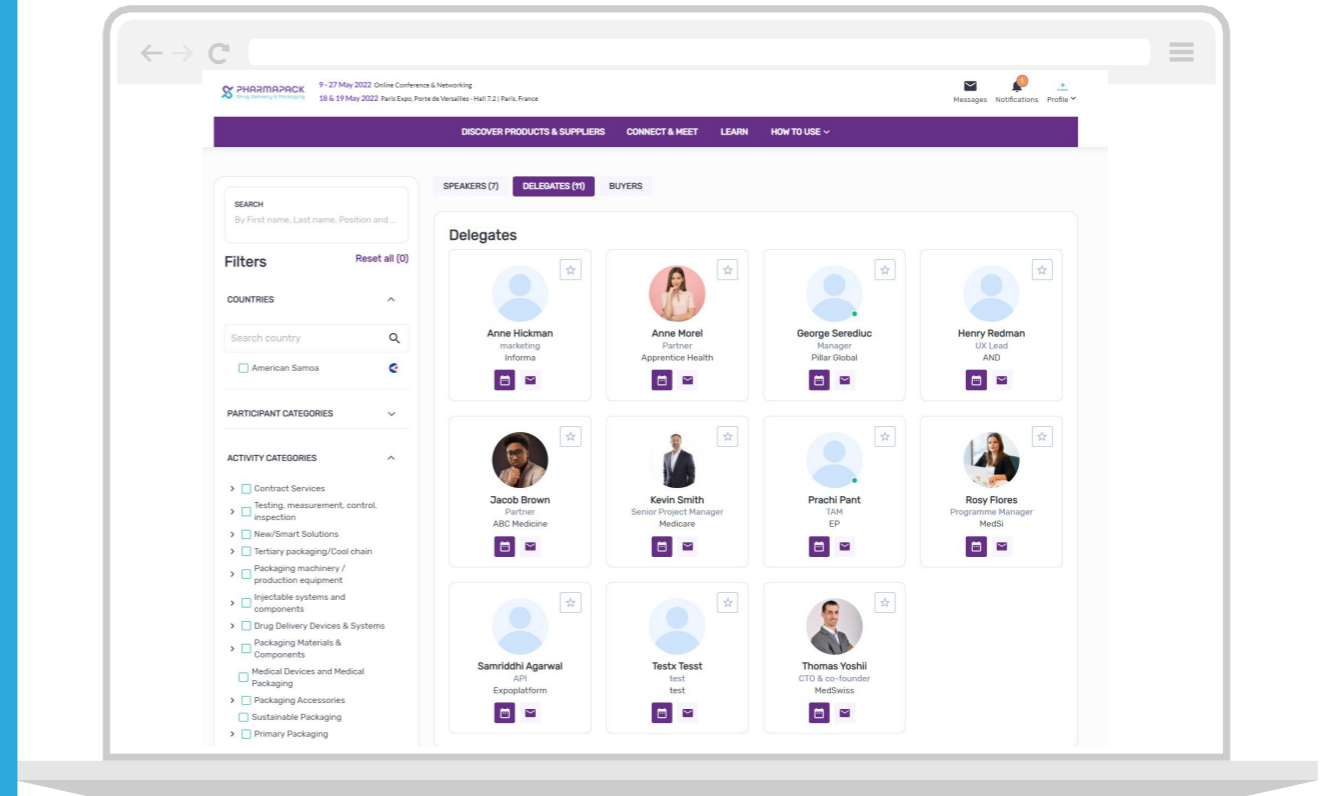 PHARMAPACK
Drug Delivery & Packaging
9 - 27 May 2022 Online Conference & Networking
18 & 19 May 2022 Paris Expo, Porte de Versailles - Hall 7.2 | Paris, France
1
Messages Notifications Profile
DISCOVER PRODUCTS & SUPPLIERS CONNECT & MEET LEARN HOW TO USE
SEARCH
By First name, Last name, Position and ...
Filters Reset all (0)
COUNTRIES
Search country
American Samoa
PARTICIPANT CATEGORIES
ACTIVITY CATEGORIES
Contract Services
Testing, measurement, control,
inspection
New/Smart Solutions
Tertiary packaging/Cool chain
Packaging machinery /
production equipment
Injectable systems and
components
Drug Delivery Devices & Systems
Packaging Materials &
Components
Medical Devices and Medical
Packaging
Packaging Accessories
Sustainable Packaging
Primary Packaging
SPEAKERS (7) DELEGATES (11) BUYERS
Delegates
Anne Hickman
marketing
Informa
Anne Morel
Partner
Apprentice Health
George Serediuc
Manager
Pillar Global
Henry Redman
UX Lead
AND
Jacob Brown
Partner
ABC Medicine
Kevin Smith
Senior Project Manager
Medicare
Prachi Pant
TAM
EP
Rosy Flores
Programme Manager
MedSi
Samriddhi Agarwal
API
Expoplatform
Testx Tesst
test
test
Thomas Yoshii
CTO & co-founder
MedSwiss